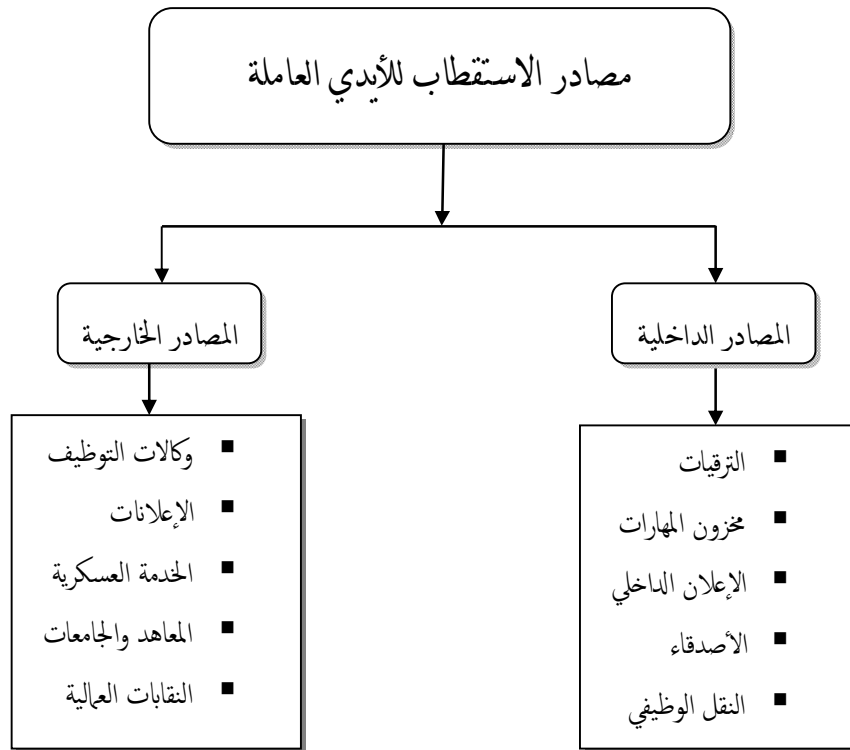 مصادر الاستقطاب للأيدي العاملة
المصادر الداخلية
▪ الترقيات
▪ مخزون المهارات
▪ الإعلان الداخلي
▪ الأصدقاء
▪ النقل الوظيفي
المصادر الخارجية
▪ وكالات التوظيف
▪ الإعلانات
▪ الخدمة العسكرية
▪ المعاهد والجامعات
▪ النقابات العمالية